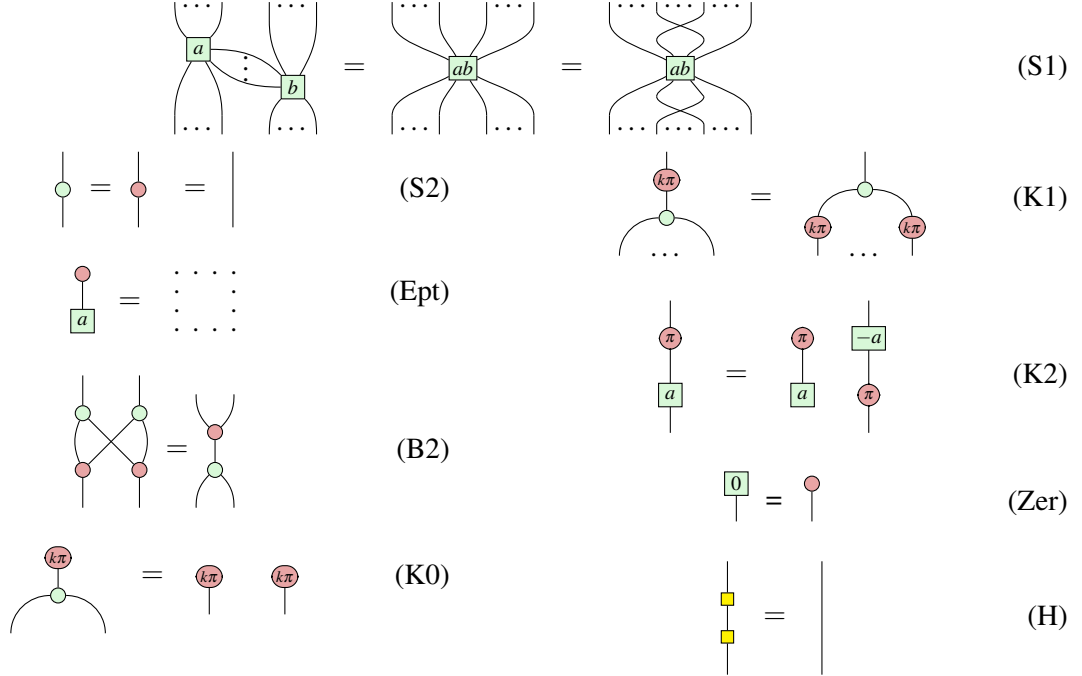 a b = ab = ab (S1)
= = (S2)
kπ = kπ kπ (K1)
a = (Ept)
π a = π a −a π (K2)
= (B2)
0 = (Zer)
kπ = kπ kπ (K0)
= (H)